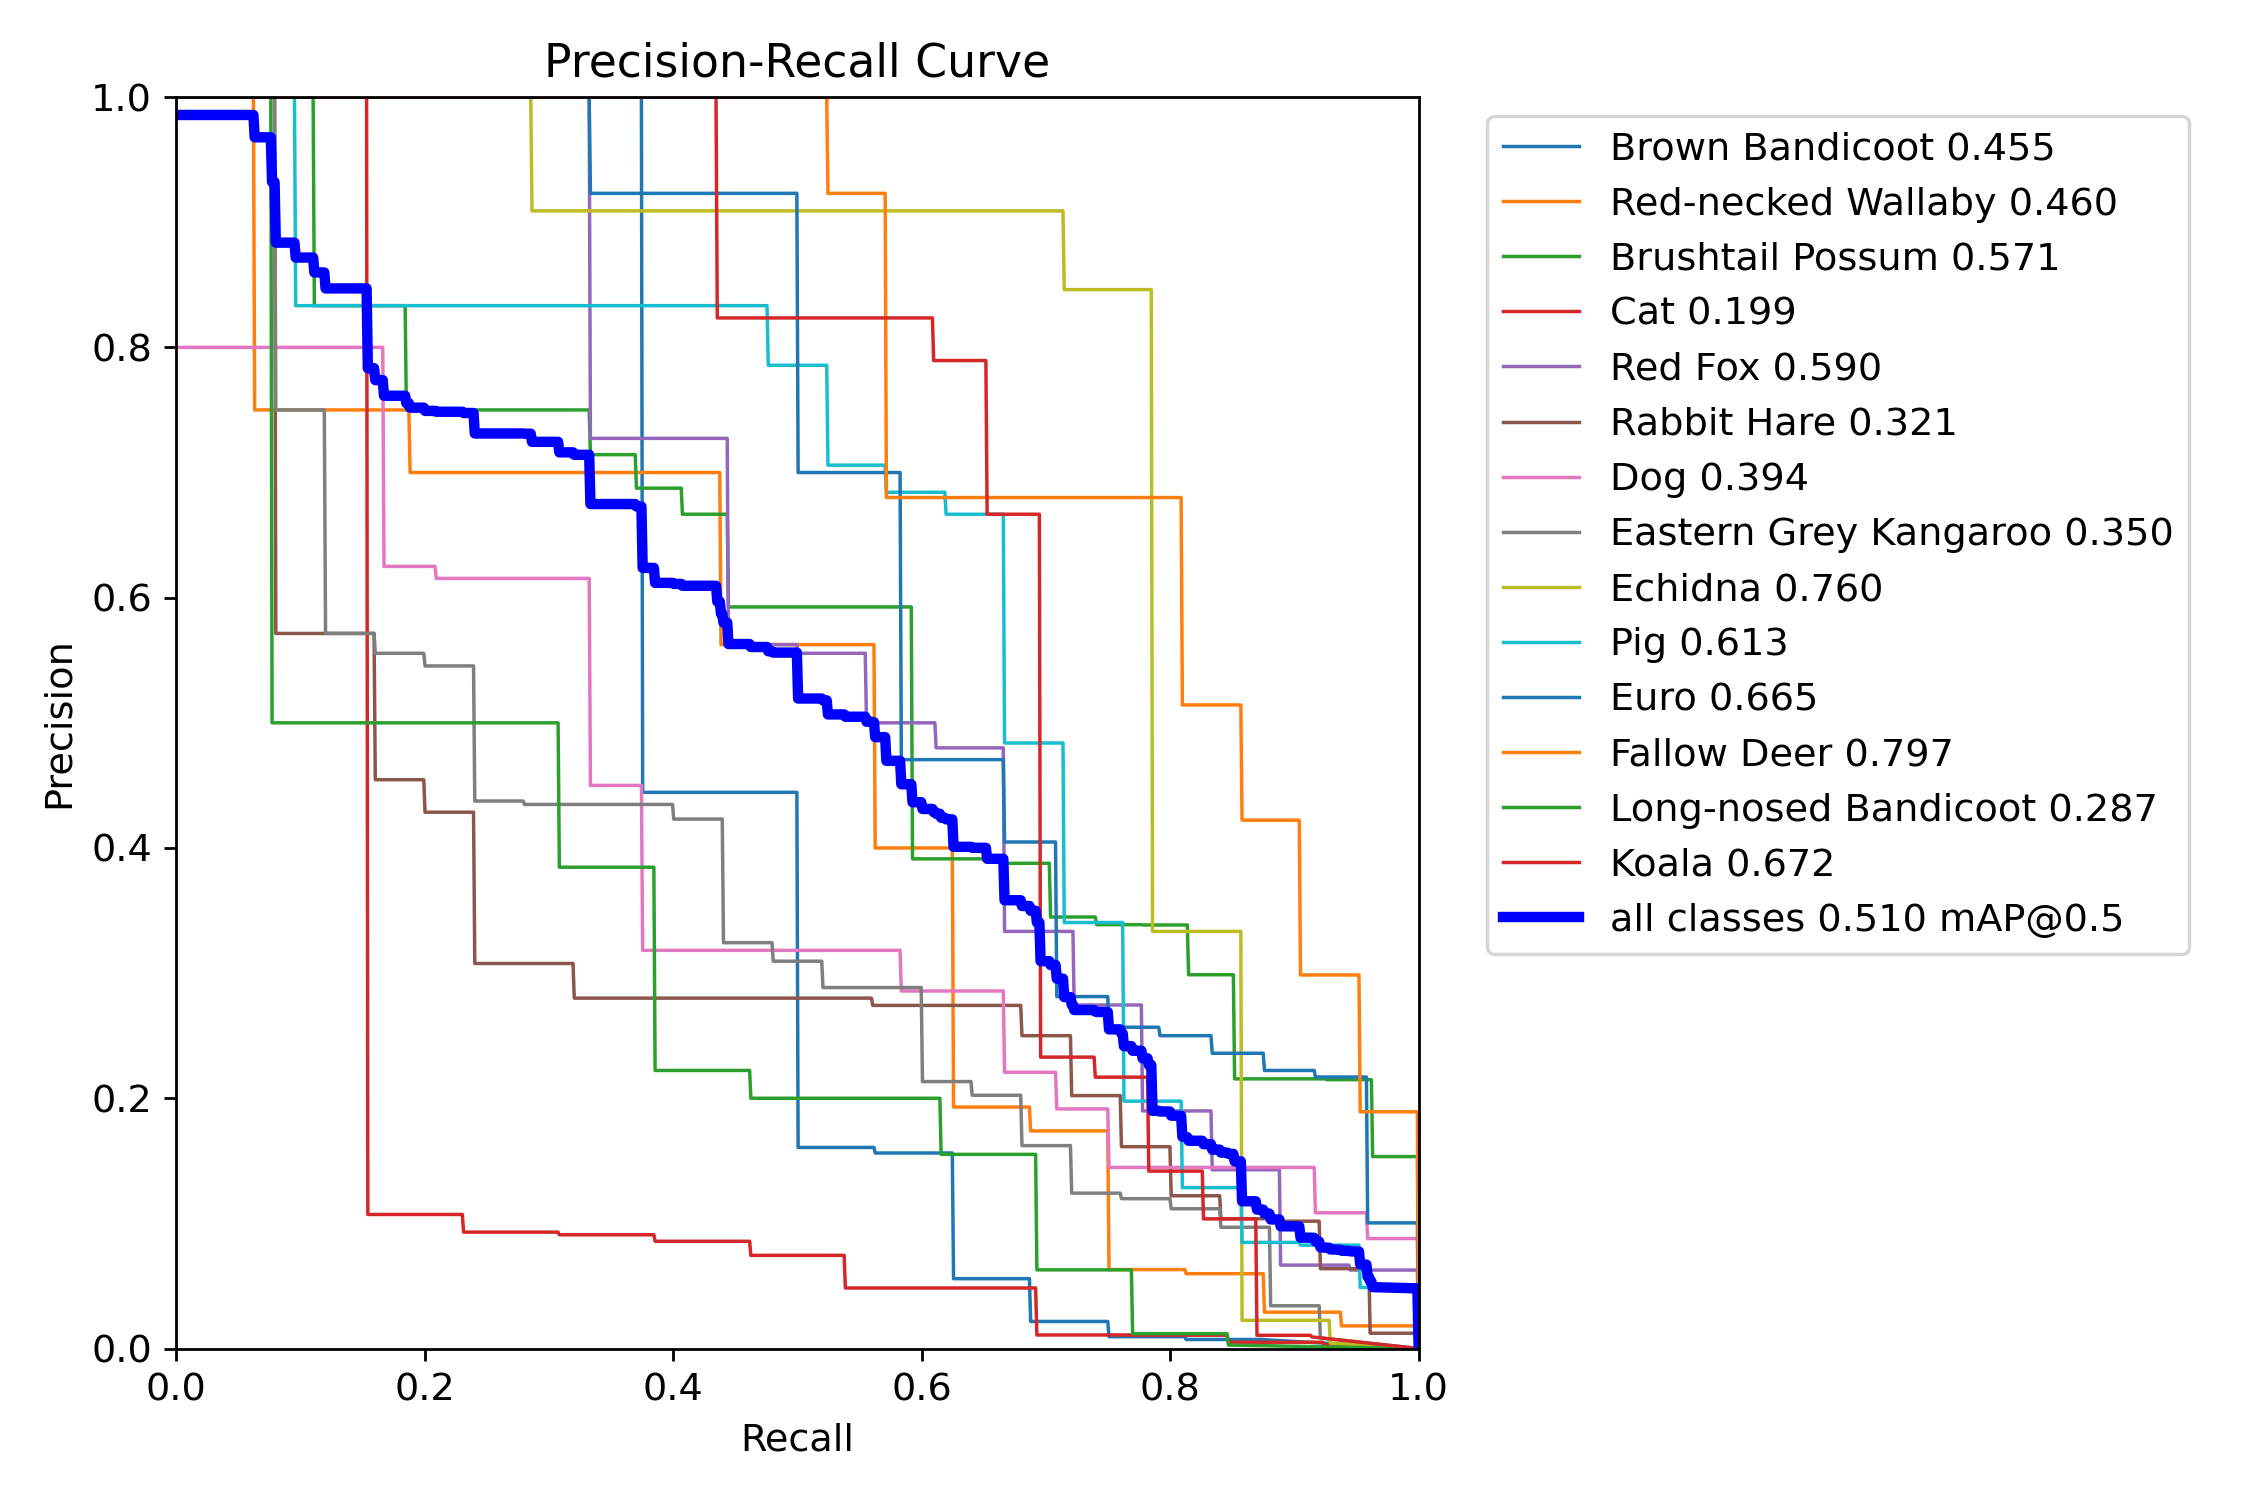 Precision-Recall Curve
1.0
0.8
0.6
0.4
0.2
0.0
Precision
0.0 0.2 0.4 0.6 0.8 1.0
Recall
Brown Bandicoot 0.455
Red-necked Wallaby 0.460
Brushtail Possum 0.571
Cat 0.199
Red Fox 0.590
Rabbit Hare 0.321
Dog 0.394
Eastern Grey Kangaroo 0.350
Echidna 0.760
Pig 0.613
Euro 0.665
Fallow Deer 0.797
Long-nosed Bandicoot 0.287
Koala 0.672
all classes 0.510 mAP@0.5